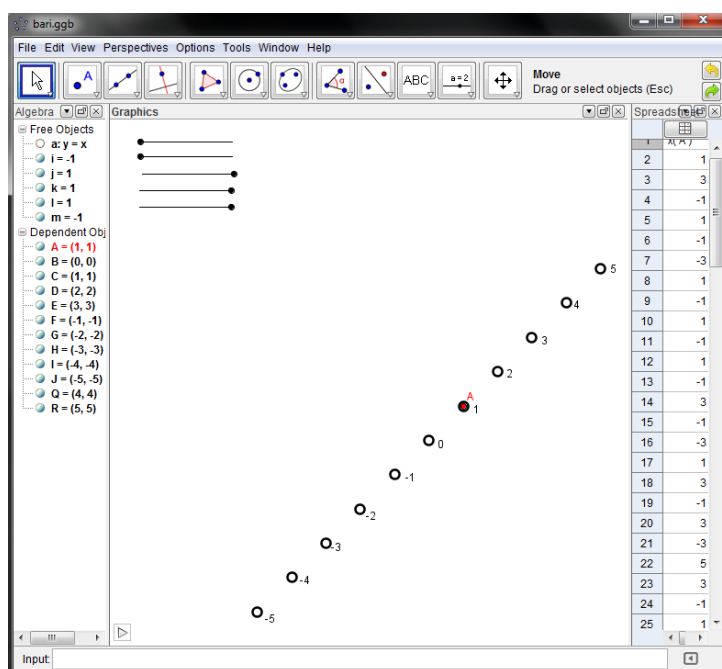 bari.ggb
File Edit View Perspectives Options Tools Window Help
A
α
ABC
a=2
Move
Drag or select objects (Esc)
Algebra
Free Objects
a: y = x
i = -1
j = 1
k = 1
l = 1
m = -1
Dependent Obj
A = (1, 1)
B = (0, 0)
C = (1, 1)
D = (2, 2)
E = (3, 3)
F = (-1, -1)
G = (-2, -2)
H = (-3, -3)
I = (-4, -4)
J = (-5, -5)
Q = (4, 4)
R = (5, 5)
Graphics
5
4
3
2
A
1
0
-1
-2
-3
-4
-5
Spreadsheet
1 x(A)
2 1
3 3
4 -1
5 1
6 -1
7 -3
8 1
9 -1
10 1
11 -1
12 1
13 -1
14 3
15 -1
16 -3
17 1
18 3
19 -1
20 3
21 -3
22 5
23 3
24 -1
25 1
Input: